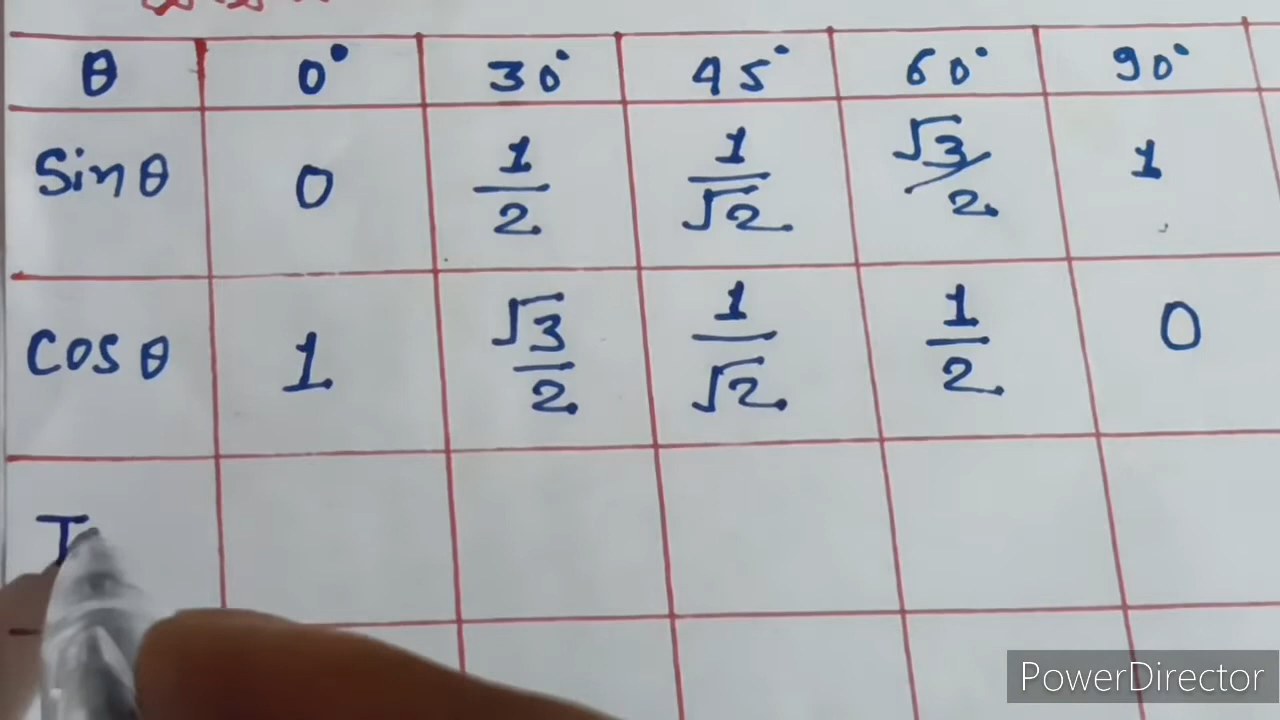 θ 0° 30° 45° 60° 90°
Sinθ 0 1/2 1/√2 √3/2 1
Cosθ 1 √3/2 1/√2 1/2 0
T
PowerDirector